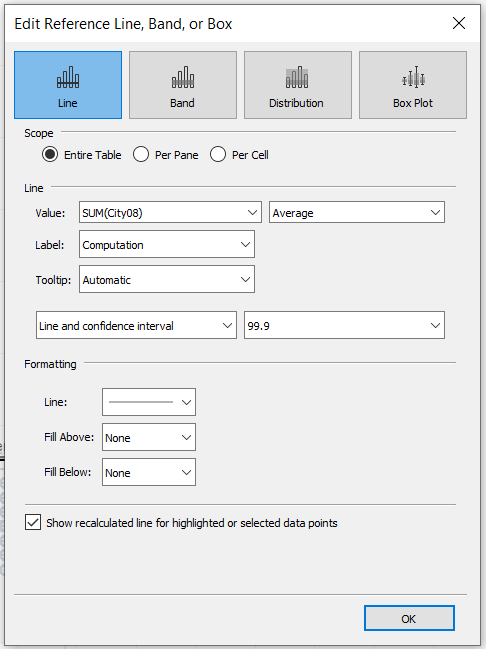 Edit Reference Line, Band, or Box
Line Band Distribution Box Plot
Scope
Entire Table Per Pane Per Cell
Line
Value: SUM(City08) Average
Label: Computation
Tooltip: Automatic
Line and confidence interval 99.9
Formatting
Line:
Fill Above: None
Fill Below: None
Show recalculated line for highlighted or selected data points
OK